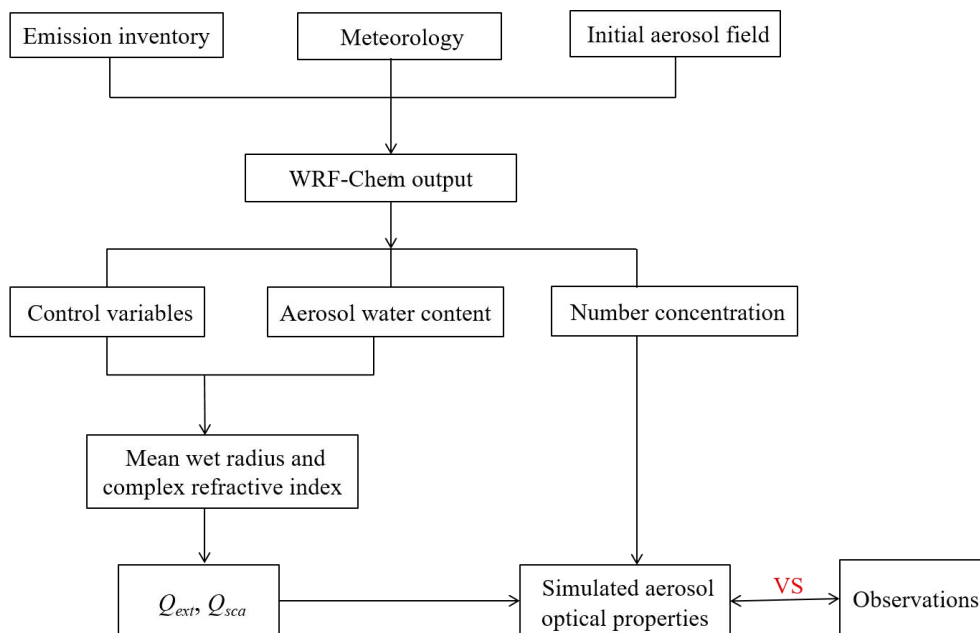 Emission inventory
Meteorology
Initial aerosol field
WRF-Chem output
Control variables
Aerosol water content
Number concentration
Mean wet radius and
complex refractive index
Qext, Qsca
Simulated aerosol
optical properties
VS
Observations